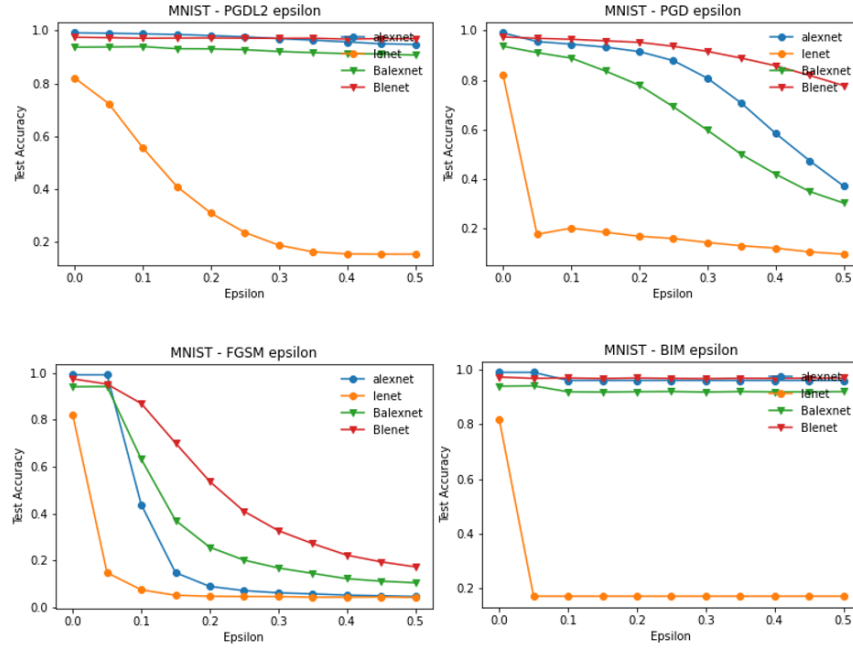 MNIST - PGDL2 epsilon
1.0
0.8
0.6
0.4
0.2
Test Accuracy
alexnet
lenet
Balexnet
Blenet
0.0 0.1 0.2 0.3 0.4 0.5
Epsilon
MNIST - PGD epsilon
1.0
0.8
0.6
0.4
0.2
Test Accuracy
alexnet
lenet
Balexnet
Blenet
0.0 0.1 0.2 0.3 0.4 0.5
Epsilon
MNIST - FGSM epsilon
1.0
0.8
0.6
0.4
0.2
0.0
Test Accuracy
alexnet
lenet
Balexnet
Blenet
0.0 0.1 0.2 0.3 0.4 0.5
Epsilon
MNIST - BIM epsilon
1.0
0.8
0.6
0.4
0.2
Test Accuracy
alexnet
lenet
Balexnet
Blenet
0.0 0.1 0.2 0.3 0.4 0.5
Epsilon